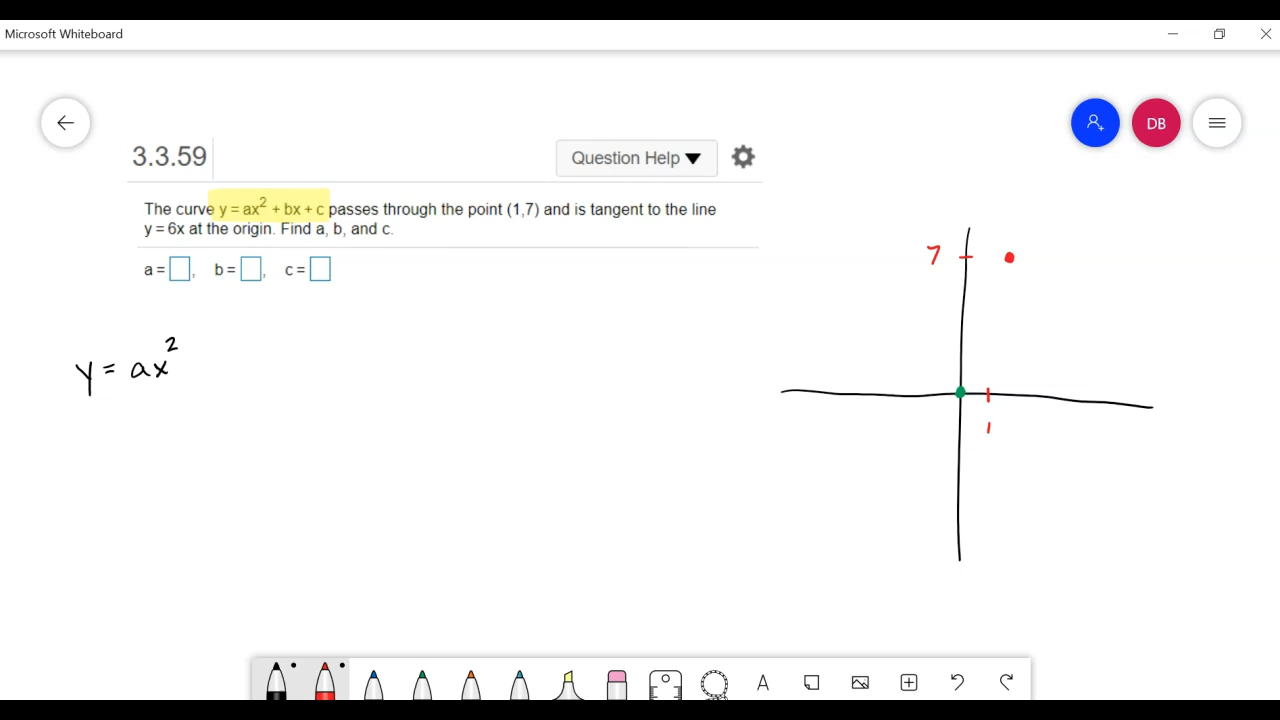 Microsoft Whiteboard
DB
3.3.59
Question Help ▼
The curve y = ax² + bx + c passes through the point (1,7) and is tangent to the line
y = 6x at the origin. Find a, b, and c.
a = , b = , c =
7
y = ax²
1
A